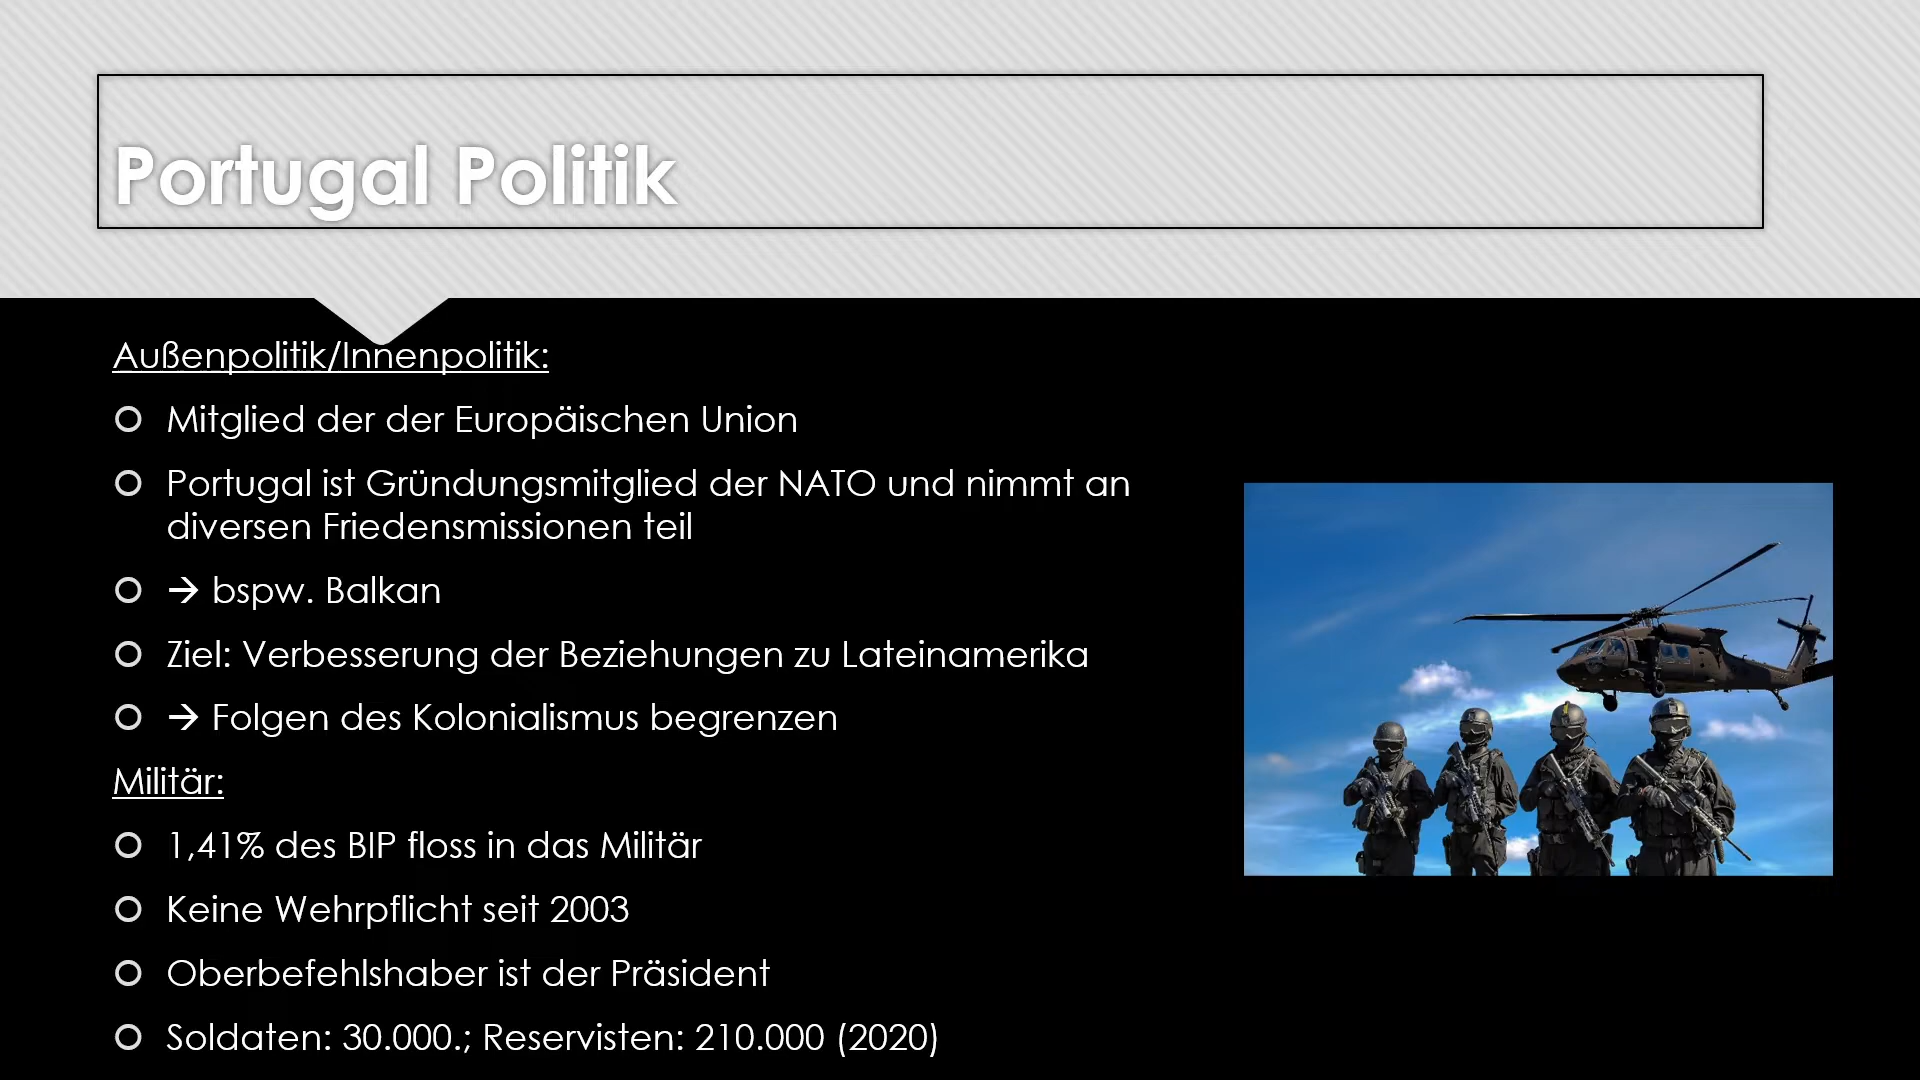 Portugal Politik
Außenpolitik/Innenpolitik:
Mitglied der der Europäischen Union
Portugal ist Gründungsmitglied der NATO und nimmt an
diversen Friedensmissionen teil
→ bspw. Balkan
Ziel: Verbesserung der Beziehungen zu Lateinamerika
→ Folgen des Kolonialismus begrenzen
Militär:
1,41% des BIP floss in das Militär
Keine Wehrpflicht seit 2003
Oberbefehlshaber ist der Präsident
Soldaten: 30.000.; Reservisten: 210.000 (2020)